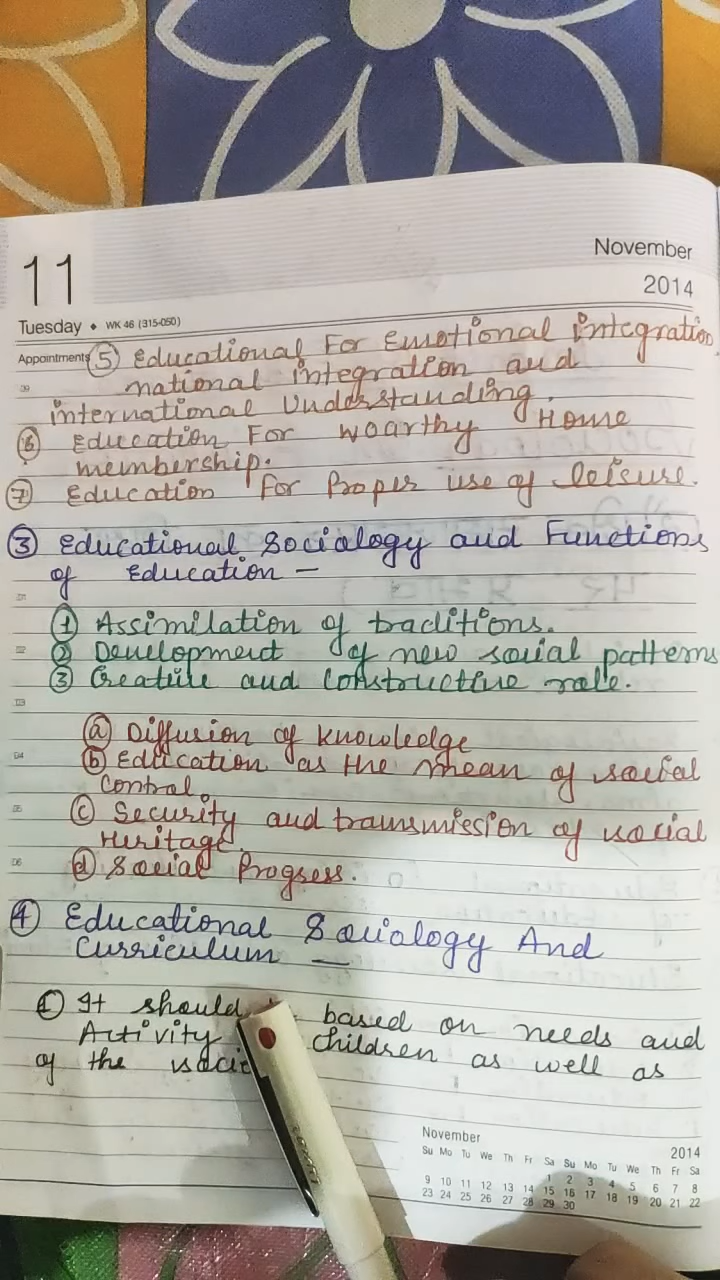 November
11
2014
Tuesday • WK 46 (315-050)
Appointments
⑤ Educational For Emotional integration
national integration and
international Understanding.
⑥ Education For woarthy Home
membership.
⑦ Education For Proper use of leisure.
③ Educational Sociology and Functions
of Education —
① Assimilation of traditions.
② Development of new social patterns
③ Creative and constructive role.
ⓐ Diffusion of knowledge
ⓑ Education as the mean of social
Control.
ⓒ Security and transmission of social
Heritage.
ⓓ Social Progress.
④ Educational Sociology And
Curriculum —
① It should based on needs and
Activity children as well as
of the
November 2014
Su Mo Tu We Th Fr Sa Su Mo Tu We Th Fr Sa
1 2 3 4 5 6 7 8
9 10 11 12 13 14 15 16 17 18 19 20 21 22
23 24 25 26 27 28 29 30